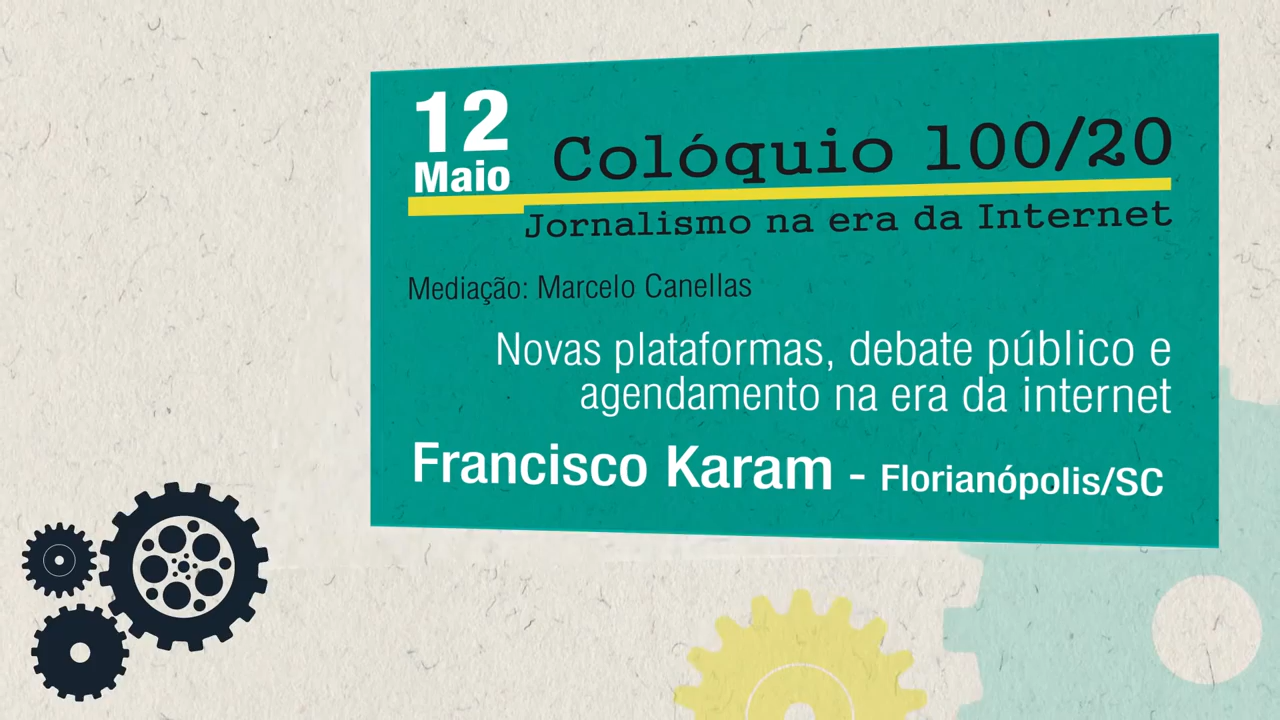 12
Maio
Colóquio 100/20
Jornalismo na era da Internet
Mediação: Marcelo Canellas
Novas plataformas, debate público e
agendamento na era da internet
Francisco Karam - Florianópolis/SC